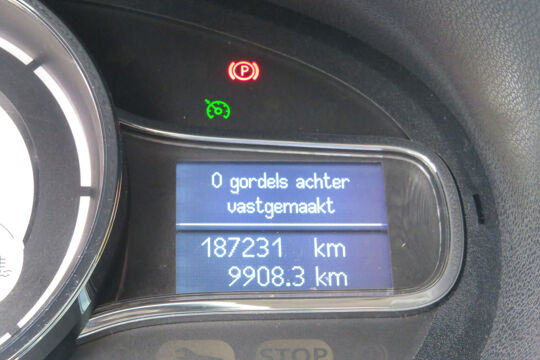 P
0 gordels achter
vastgemaakt
187231 km
9908.3 km
STOP